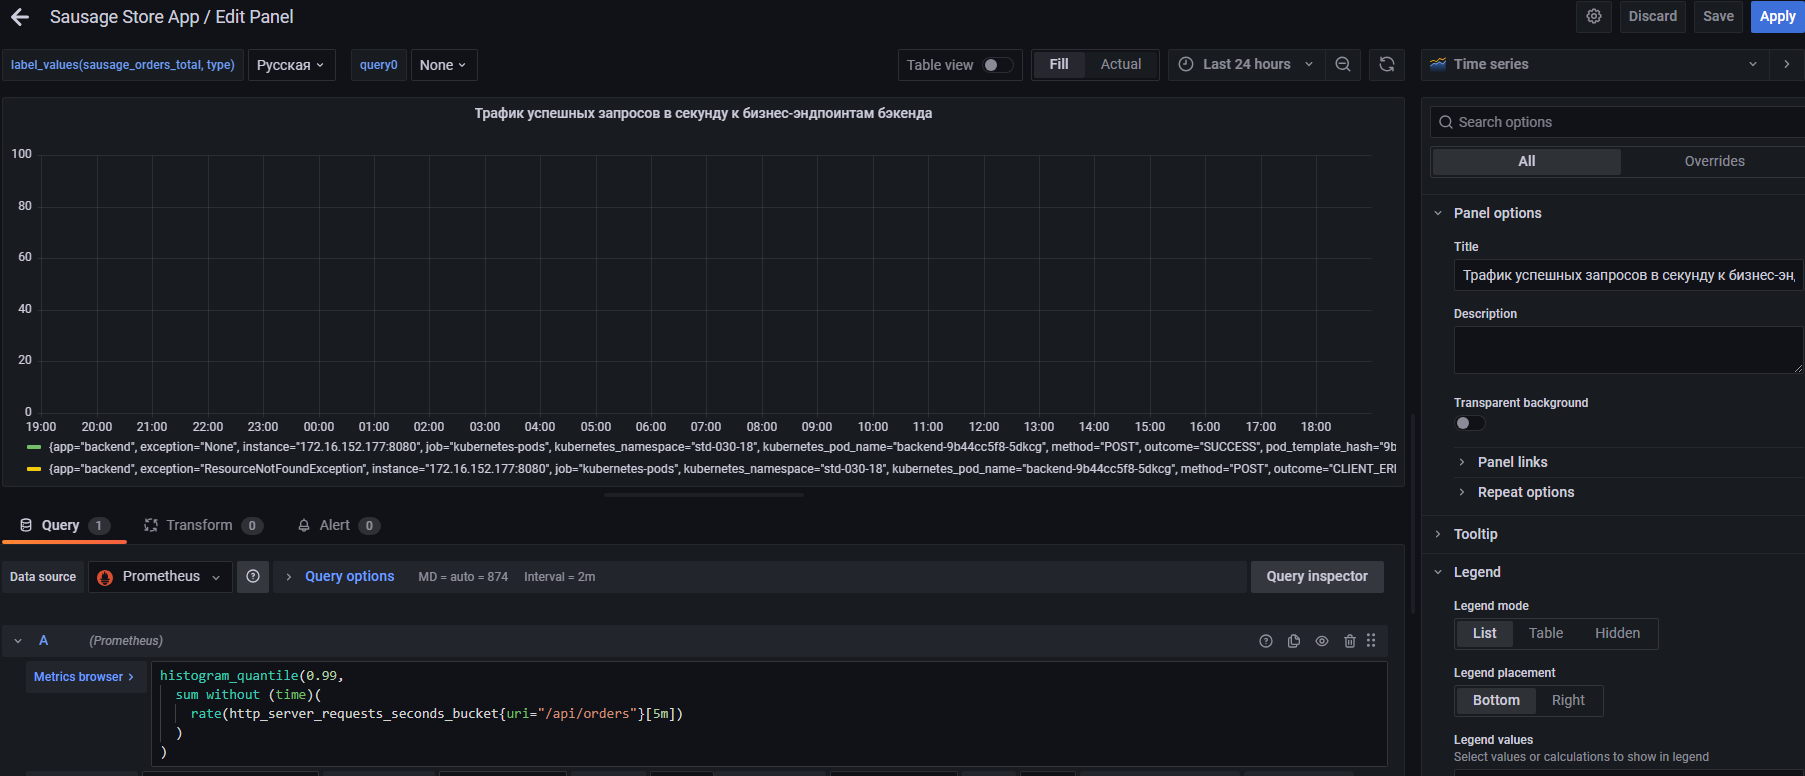 Sausage Store App / Edit Panel
Discard
Save
Apply
label_values(sausage_orders_total, type)
Русская
query0
None
Table view
Fill
Actual
Last 24 hours
Time series
Трафик успешных запросов в секунду к бизнес-эндпоинтам бэкенда
100
80
60
40
20
0
19:00 20:00 21:00 22:00 23:00 00:00 01:00 02:00 03:00 04:00 05:00 06:00 07:00 08:00 09:00 10:00 11:00 12:00 13:00 14:00 15:00 16:00 17:00 18:00
{app="backend", exception="None", instance="172.16.152.177:8080", job="kubernetes-pods", kubernetes_namespace="std-030-18", kubernetes_pod_name="backend-9b44cc5f8-5dkcg", method="POST", outcome="SUCCESS", pod_template_hash="9b
{app="backend", exception="ResourceNotFoundException", instance="172.16.152.177:8080", job="kubernetes-pods", kubernetes_namespace="std-030-18", kubernetes_pod_name="backend-9b44cc5f8-5dkcg", method="POST", outcome="CLIENT_ERI
Query 1
Transform 0
Alert 0
Data source
Prometheus
Query options
MD = auto = 874
Interval = 2m
Query inspector
A
(Prometheus)
Metrics browser >
histogram_quantile(0.99,
sum without (time)(
rate(http_server_requests_seconds_bucket{uri="/api/orders"}[5m])
)
)
Search options
All
Overrides
Panel options
Title
Трафик успешных запросов в секунду к бизнес-энд
Description
Transparent background
Panel links
Repeat options
Tooltip
Legend
Legend mode
List
Table
Hidden
Legend placement
Bottom
Right
Legend values
Select values or calculations to show in legend